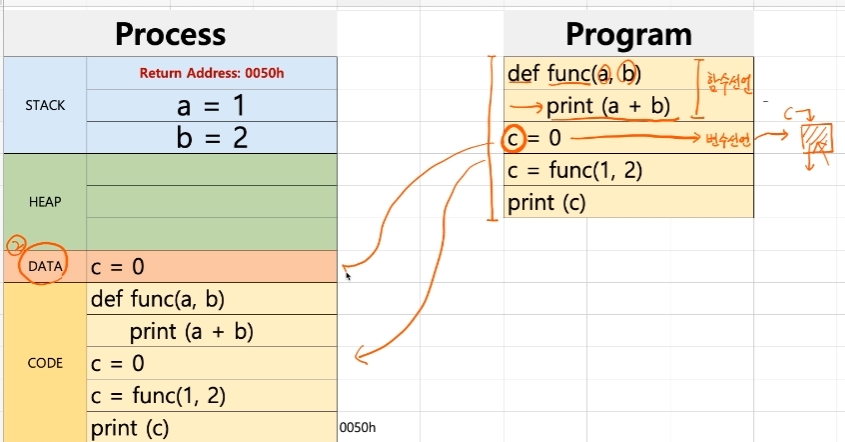 Process
Program
Return Address: 0050h
STACK
a = 1
b = 2
HEAP
②
DATA
c = 0
CODE
def func(a, b)
print (a + b)
c = 0
c = func(1, 2)
print (c)
0050h
def func(a, b)
print (a + b)
함수선언
c = 0
변수선언
C
c = func(1, 2)
print (c)